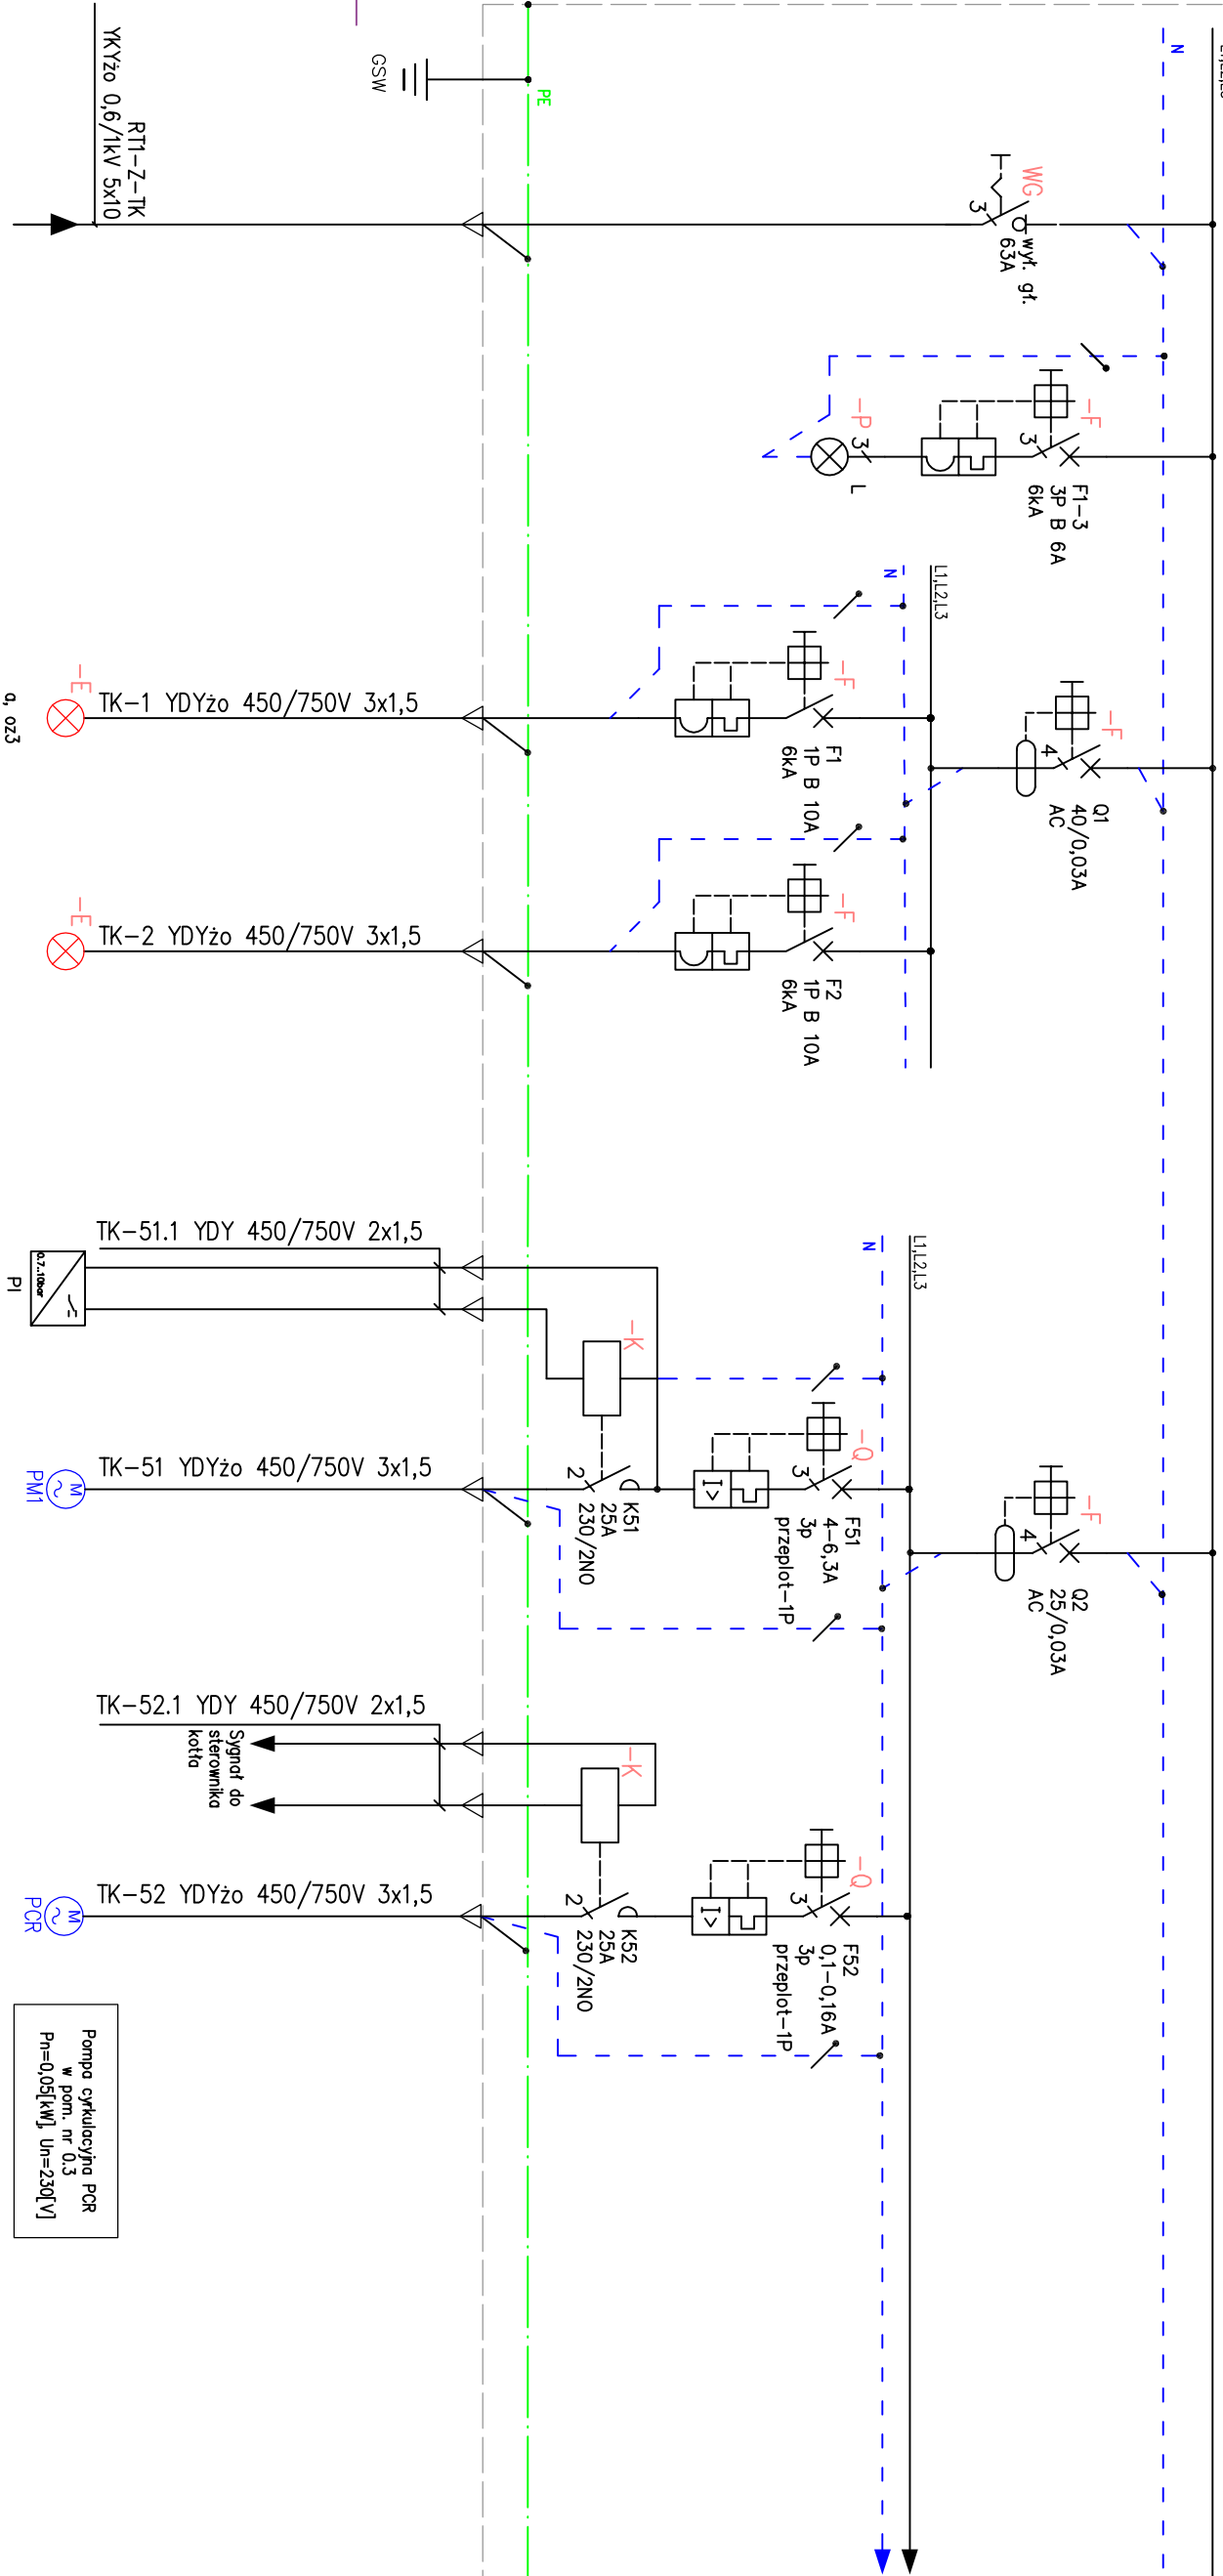 L1,L2,L3
N
PE
GSW
RT1-Z-TK
YKYżo 0,6/1kV 5x10
WG
3
wył. gł.
63A
-F
3
F1-3
3P B 6A
6kA
-P
3
L
L1,L2,L3
N
-F
4
Q1
40/0,03A
AC
-F
F1
1P B 10A
6kA
TK-1 YDYżo 450/750V 3x1,5
-E
a, oz3
-F
F2
1P B 10A
6kA
TK-2 YDYżo 450/750V 3x1,5
-E
L1,L2,L3
N
-F
4
Q2
25/0,03A
AC
TK-51.1 YDY 450/750V 2x1,5
0.7..10bar
PI
-K
-Q
3
F51
4-6,3A
3p
przeplot-1P
I>
2
K51
25A
230/2NO
TK-51 YDYżo 450/750V 3x1,5
M
~
PM1
TK-52.1 YDY 450/750V 2x1,5
Sygnał do
sterownika
kotła
-K
-Q
3
F52
0,1-0,16A
3p
przeplot-1P
I>
2
K52
25A
230/2NO
TK-52 YDYżo 450/750V 3x1,5
M
~
PCR
Pompa cyrkulacyjna PCR
w pom. nr 0.3
Pn=0,05[kW], Un=230[V]